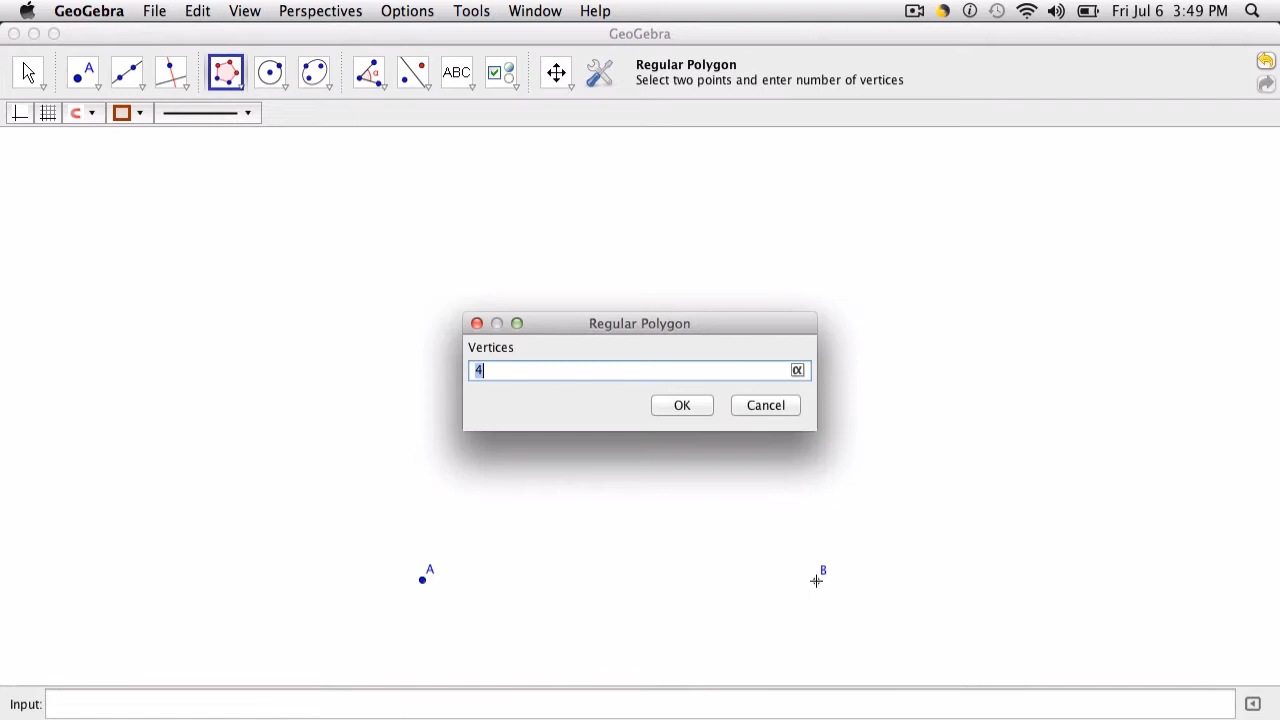 GeoGebra File Edit View Perspectives Options Tools Window Help Fri Jul 6 3:49 PM
GeoGebra
A
α
ABC
Regular Polygon
Select two points and enter number of vertices
Regular Polygon
Vertices
4
α
OK Cancel
A
B
Input: